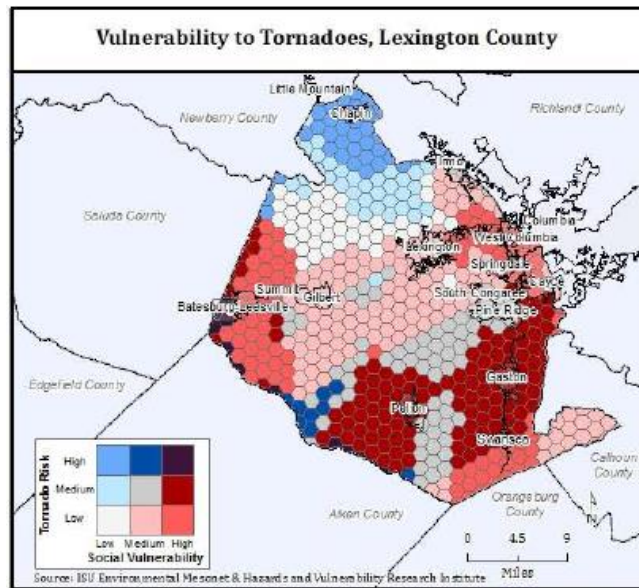 Vulnerability to Tornadoes, Lexington County
Little Mountain
Chapin
Newberry County
Richland County
Irmo
Saluda County
Columbia
West Columbia
Lexington
Springdale
Cayce
Summit
Gilbert
South Congaree
Batesburg-Leesville
Pine Ridge
Edgefield County
Gaston
Pelion
Swansea
Calhoun
County
Orangeburg
County
Aiken County
N
Tornado Risk
High
Medium
Low
Low Medium High
Social Vulnerability
0 4.5 9
Miles
Source: ISU Environmental Mesonet & Hazards and Vulnerability Research Institute